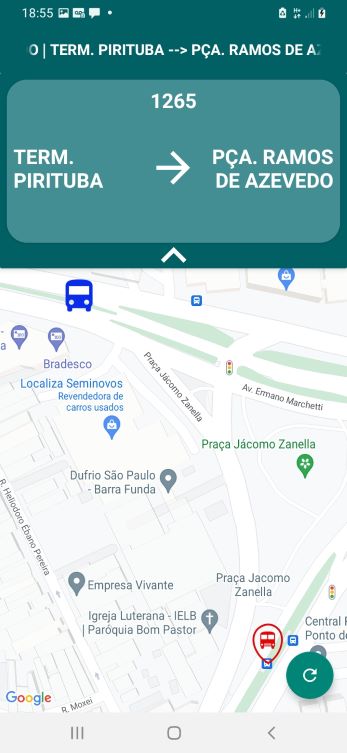 18:55
| TERM. PIRITUBA --> PÇA. RAMOS DE
1265
TERM.
PIRITUBA
PÇA. RAMOS
DE AZEVEDO
Bradesco
Localiza Seminovos
Revendedora de
carros usados
Praça Jácomo Zanella
Av. Ermano Marchetti
Praça Jácomo Zanella
Dufrio São Paulo
- Barra Funda
R. Heliodoro Ébano Pereira
Praça Jacomo
Zanella
Empresa Vivante
Igreja Luterana - IELB
| Paróquia Bom Pastor
Central
Ponto de
Google
R. Moxei